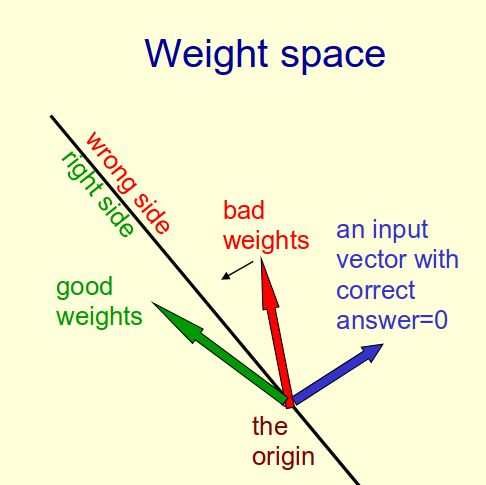 Weight space
wrong side
right side
bad
weights
an input
vector with
correct
answer=0
good
weights
the
origin